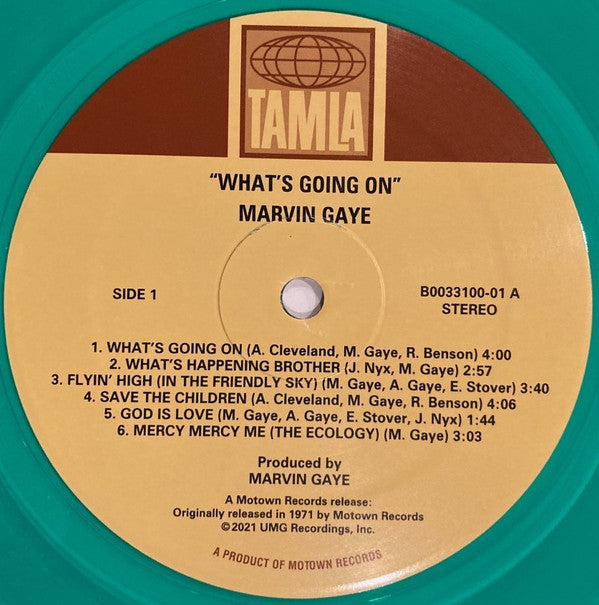 TAMLA
"WHAT'S GOING ON"
MARVIN GAYE
SIDE 1
B0033100-01 A
STEREO
1. WHAT'S GOING ON (A. Cleveland, M. Gaye, R. Benson) 4:00
2. WHAT'S HAPPENING BROTHER (J. Nyx, M. Gaye) 2:57
3. FLYIN' HIGH (IN THE FRIENDLY SKY) (M. Gaye, A. Gaye, E. Stover) 3:40
4. SAVE THE CHILDREN (A. Cleveland, M. Gaye, R. Benson) 4:06
5. GOD IS LOVE (M. Gaye, A. Gaye, E. Stover, J. Nyx) 1:44
6. MERCY MERCY ME (THE ECOLOGY) (M. Gaye) 3:03
Produced by
MARVIN GAYE
A Motown Records release:
Originally released in 1971 by Motown Records
©2021 UMG Recordings, Inc.
A PRODUCT OF MOTOWN RECORDS